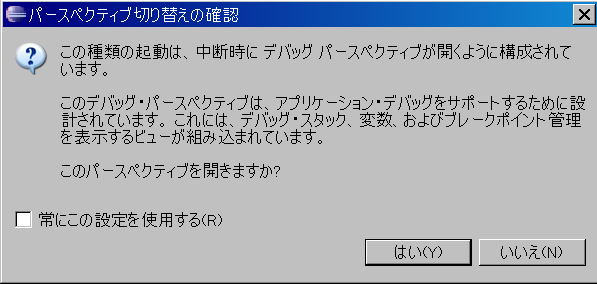 パースペクティブ切り替えの確認
この種類の起動は、中断時に デバッグ パースペクティブが開くように構成されて
います。
このデバッグ・パースペクティブは、アプリケーション・デバッグをサポートするために設
計されています。これには、デバッグ・スタック、変数、およびブレークポイント管理
を表示するビューが組み込まれています。
このパースペクティブを開きますか?
常にこの設定を使用する(R)
はい(Y)
いいえ(N)